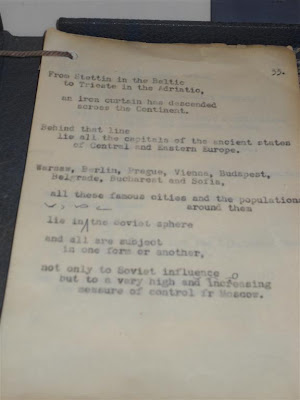 33.
From Stettin in the Baltic
to Trieste in the Adriatic,
an iron curtain has descended
across the Continent.
Behind that line
lie all the capitals of the ancient states
of Central and Eastern Europe.
Warsaw, Berlin, Prague, Vienna, Budapest,
Belgrade, Bucharest and Sofia,
all these famous cities and the populations
around them
lie in the Soviet sphere
and all are subject
in one form or another,
not only to Soviet influence
but to a very high and increasing
measure of control fr Moscow.